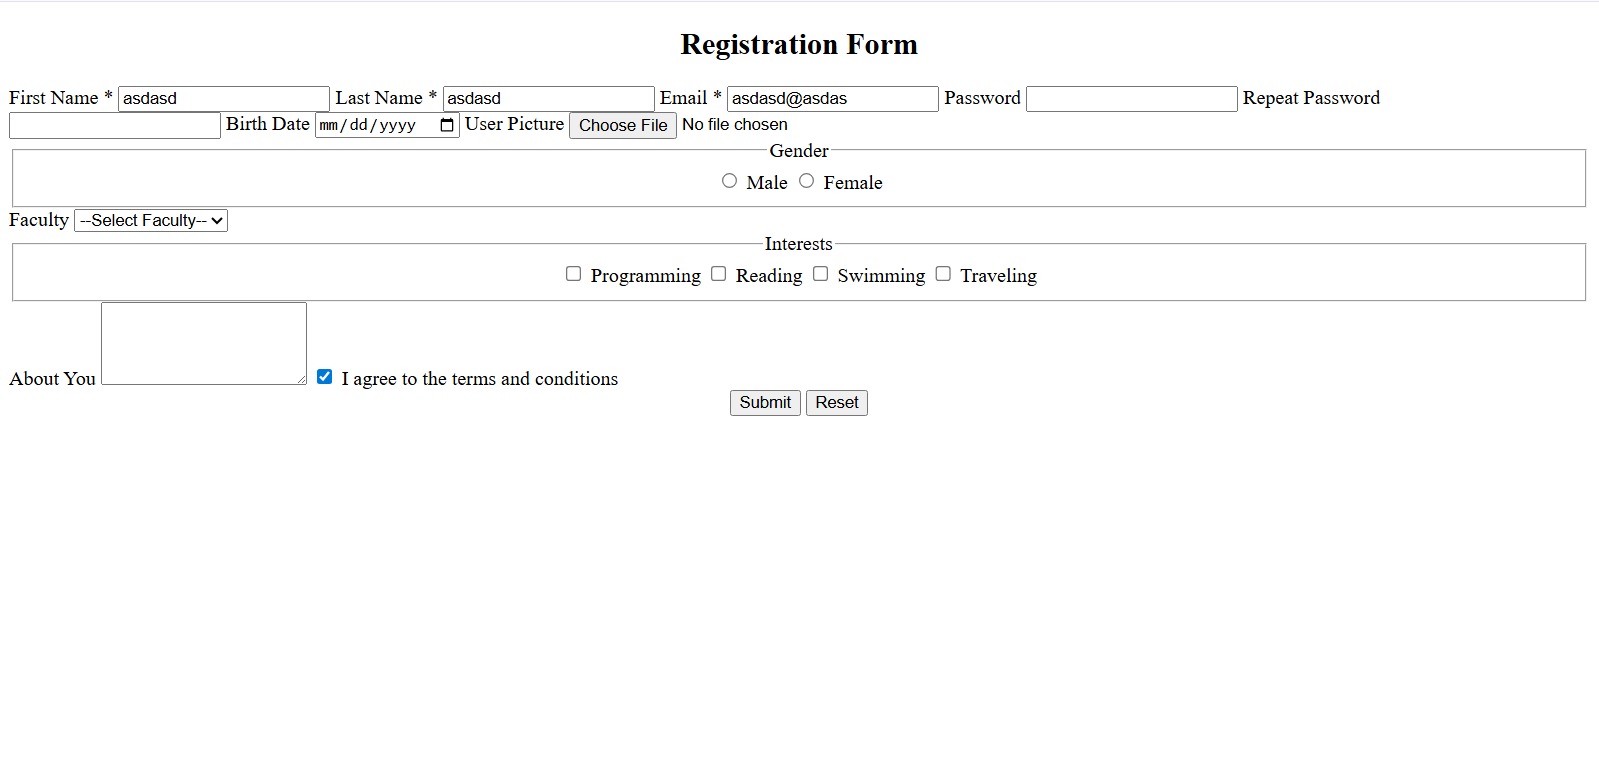 Registration Form
First Name * asdasd Last Name * asdasd Email * asdasd@asdas Password Repeat Password
Birth Date mm/dd/yyyy User Picture Choose File No file chosen
Gender
Male Female
Faculty --Select Faculty--
Interests
Programming Reading Swimming Traveling
About You I agree to the terms and conditions
Submit Reset